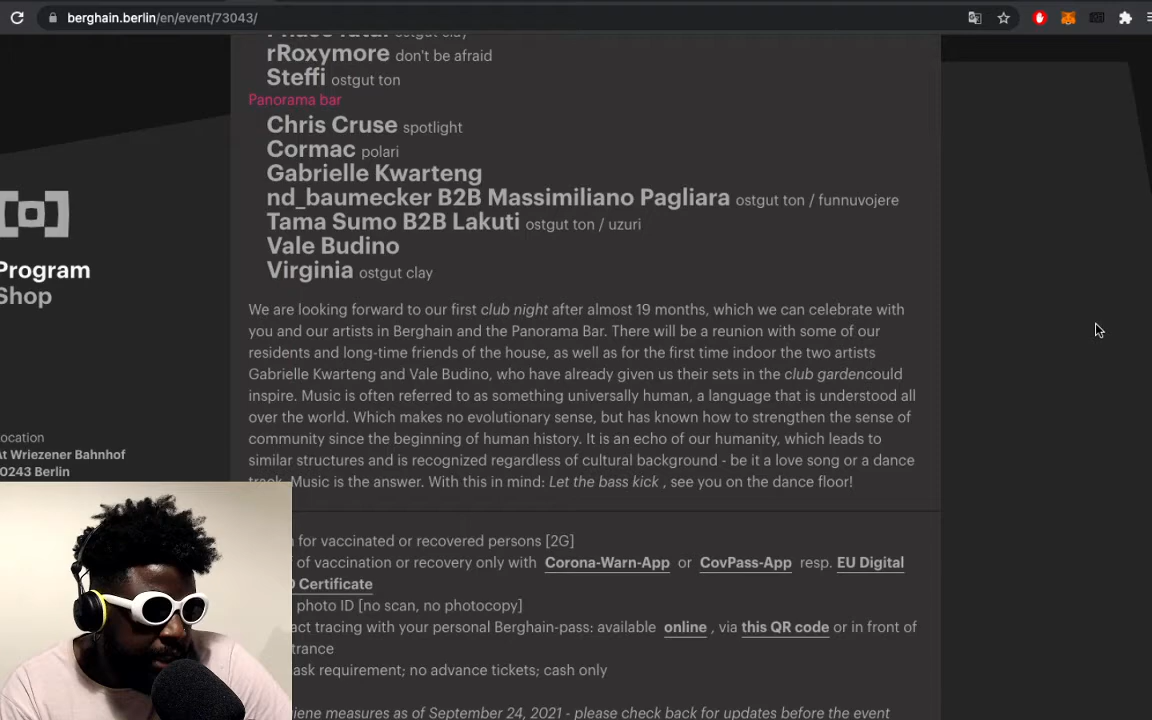 berghain.berlin/en/event/73043/
ostgut clay
rRoxymore don't be afraid
Steffi ostgut ton
Panorama bar
Chris Cruse spotlight
Cormac polari
Gabrielle Kwarteng
nd_baumecker B2B Massimiliano Pagliara ostgut ton / funnuvojere
Tama Sumo B2B Lakuti ostgut ton / uzuri
Vale Budino
Virginia ostgut clay
Program
Shop
ocation
At Wriezener Bahnhof
0243 Berlin
We are looking forward to our first club night after almost 19 months, which we can celebrate with
you and our artists in Berghain and the Panorama Bar. There will be a reunion with some of our
residents and long-time friends of the house, as well as for the first time indoor the two artists
Gabrielle Kwarteng and Vale Budino, who have already given us their sets in the club gardencould
inspire. Music is often referred to as something universally human, a language that is understood all
over the world. Which makes no evolutionary sense, but has known how to strengthen the sense of
community since the beginning of human history. It is an echo of our humanity, which leads to
similar structures and is recognized regardless of cultural background - be it a love song or a dance
Music is the answer. With this in mind: Let the bass kick , see you on the dance floor!
for vaccinated or recovered persons [2G]
of vaccination or recovery only with Corona-Warn-App or CovPass-App resp. EU Digital
Certificate
photo ID [no scan, no photocopy]
act tracing with your personal Berghain-pass: available online , via this QR code or in front of
trance
ask requirement; no advance tickets; cash only
iene measures as of September 24, 2021 - please check back for updates before the event